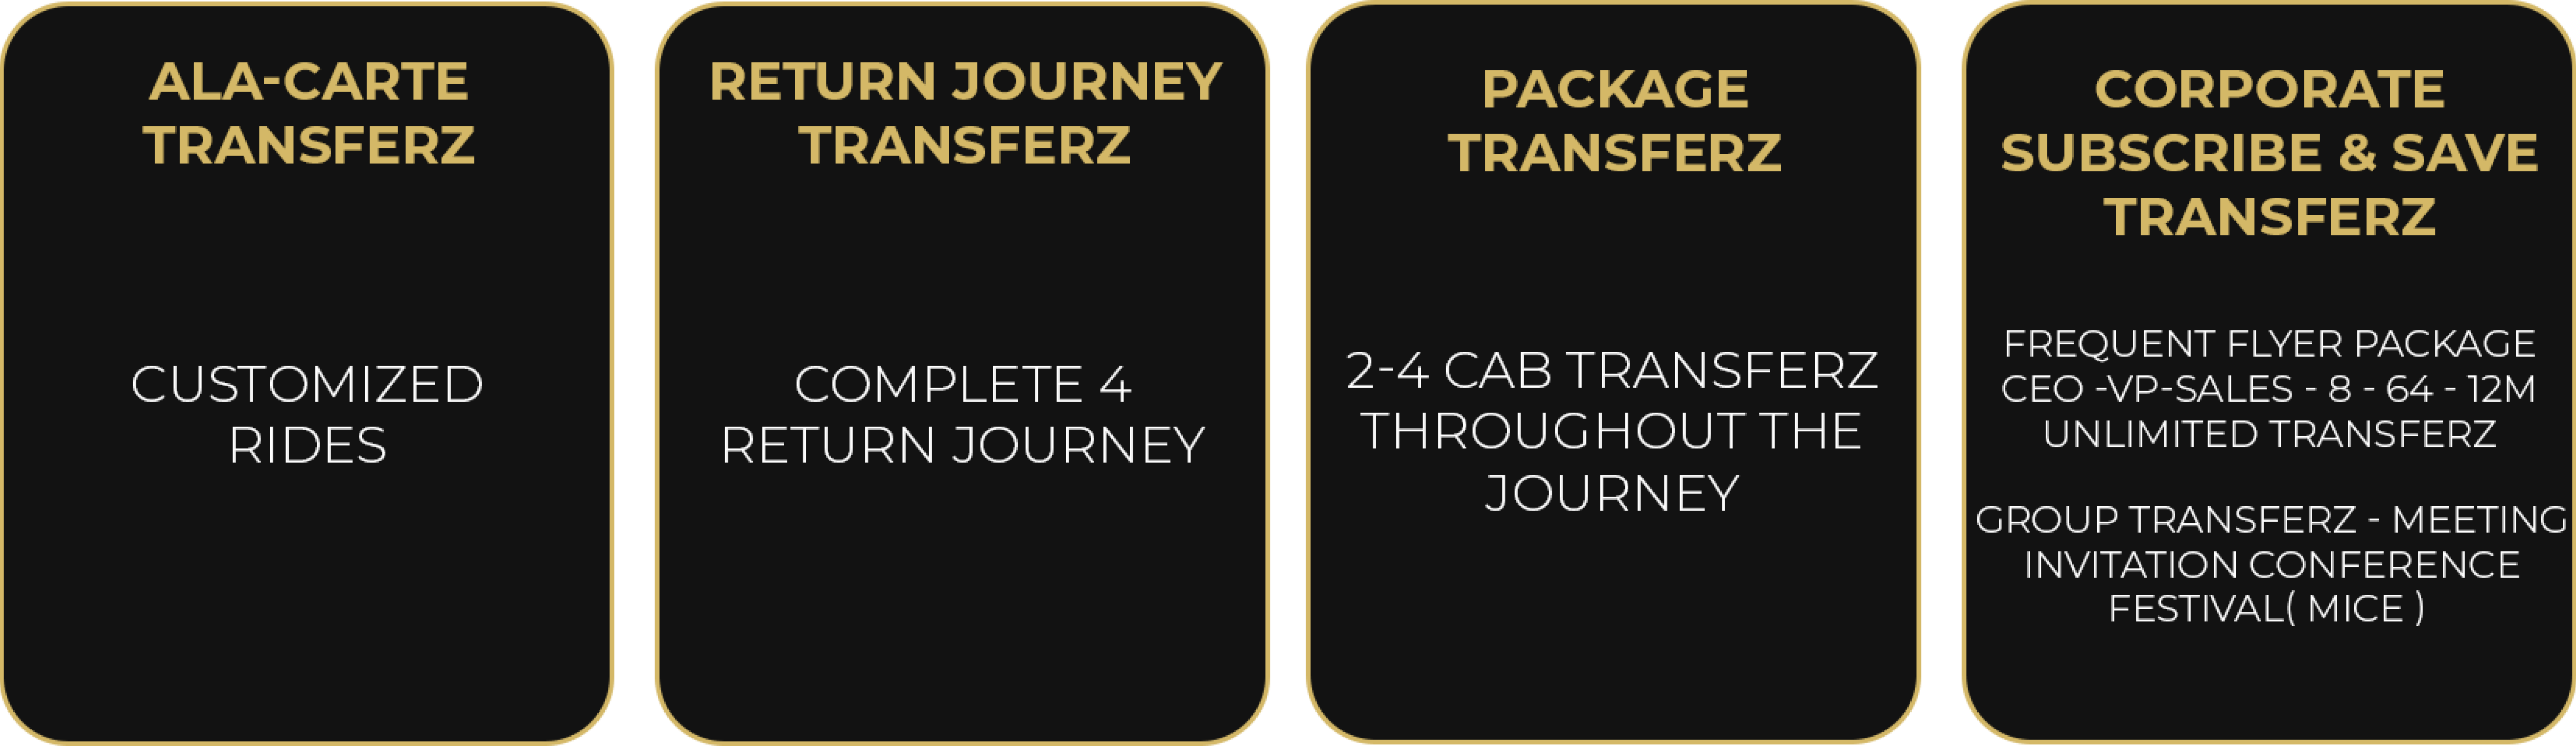 ALA-CARTE
TRANSFERZ
CUSTOMIZED
RIDES
RETURN JOURNEY
TRANSFERZ
COMPLETE 4
RETURN JOURNEY
PACKAGE
TRANSFERZ
2-4 CAB TRANSFERZ
THROUGHOUT THE
JOURNEY
CORPORATE
SUBSCRIBE & SAVE
TRANSFERZ
FREQUENT FLYER PACKAGE
CEO -VP-SALES - 8 - 64 - 12M
UNLIMITED TRANSFERZ
GROUP TRANSFERZ - MEETING
INVITATION CONFERENCE
FESTIVAL( MICE )